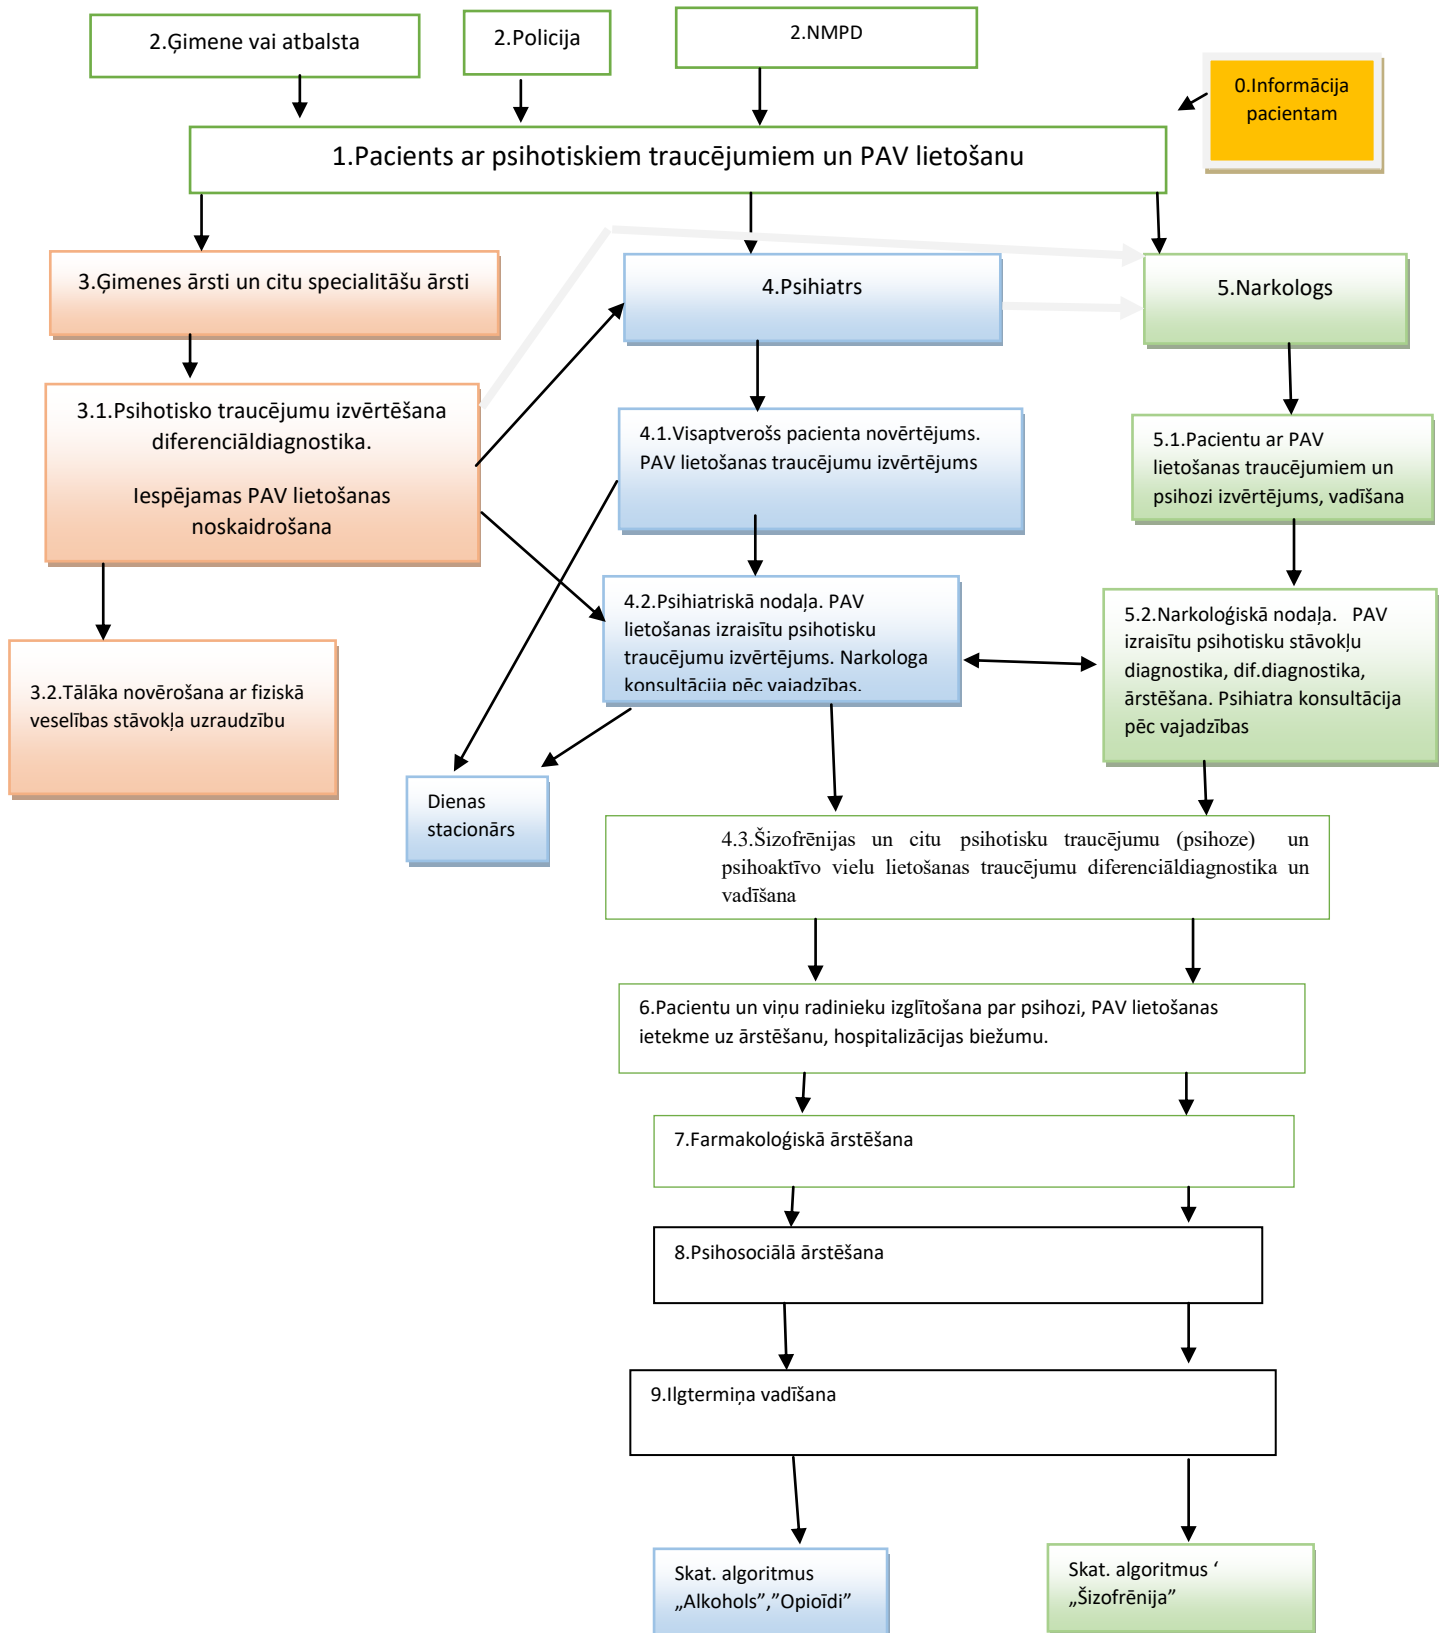 2.Ģimene vai atbalsta
2.Policija
2.NMPD
0.Informācija
pacientam
1.Pacients ar psihotiskiem traucējumiem un PAV lietošanu
3.Ģimenes ārsti un citu specialitāšu ārsti
4.Psihiatrs
5.Narkologs
3.1.Psihotisko traucējumu izvērtēšana
diferenciāldiagnostika.
Iespējamas PAV lietošanas
noskaidrošana
4.1.Visaptverošs pacienta novērtējums.
PAV lietošanas traucējumu izvērtējums
5.1.Pacientu ar PAV
lietošanas traucējumiem un
psihozi izvērtējums, vadīšana
3.2.Tālāka novērošana ar fiziskā
veselības stāvokļa uzraudzību
4.2.Psihiatriskā nodaļa. PAV
lietošanas izraisītu psihotisku
traucējumu izvērtējums. Narkologa
konsultācija pēc vajadzības.
5.2.Narkoloģiskā nodaļa. PAV
izraisītu psihotisku stāvokļu
diagnostika, dif.diagnostika,
ārstēšana. Psihiatra konsultācija
pēc vajadzības
Dienas
stacionārs
4.3.Šizofrēnijas un citu psihotisku traucējumu (psihoze) un
psihoaktīvo vielu lietošanas traucējumu diferenciāldiagnostika un
vadīšana
6.Pacientu un viņu radinieku izglītošana par psihozi, PAV lietošanas
ietekme uz ārstēšanu, hospitalizācijas biežumu.
7.Farmakoloģiskā ārstēšana
8.Psihosociālā ārstēšana
9.Ilgtermiņa vadīšana
Skat. algoritmus
„Alkohols”,”Opioīdi”
Skat. algoritmus ‘
„Šizofrēnija”